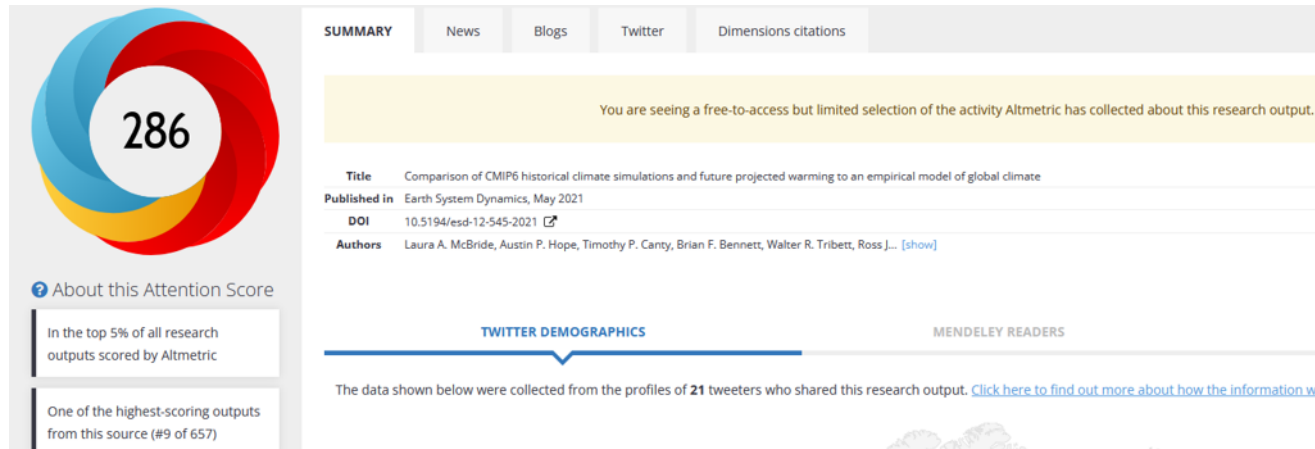 286
About this Attention Score
In the top 5% of all research
outputs scored by Altmetric
One of the highest-scoring outputs
from this source (#9 of 657)
SUMMARY News Blogs Twitter Dimensions citations
You are seeing a free-to-access but limited selection of the activity Altmetric has collected about this research output.
Title Comparison of CMIP6 historical climate simulations and future projected warming to an empirical model of global climate
Published in Earth System Dynamics, May 2021
DOI 10.5194/esd-12-545-2021
Authors Laura A. McBride, Austin P. Hope, Timothy P. Canty, Brian F. Bennett, Walter R. Tribett, Ross J... [show]
TWITTER DEMOGRAPHICS MENDELEY READERS
The data shown below were collected from the profiles of 21 tweeters who shared this research output. Click here to find out more about how the information w